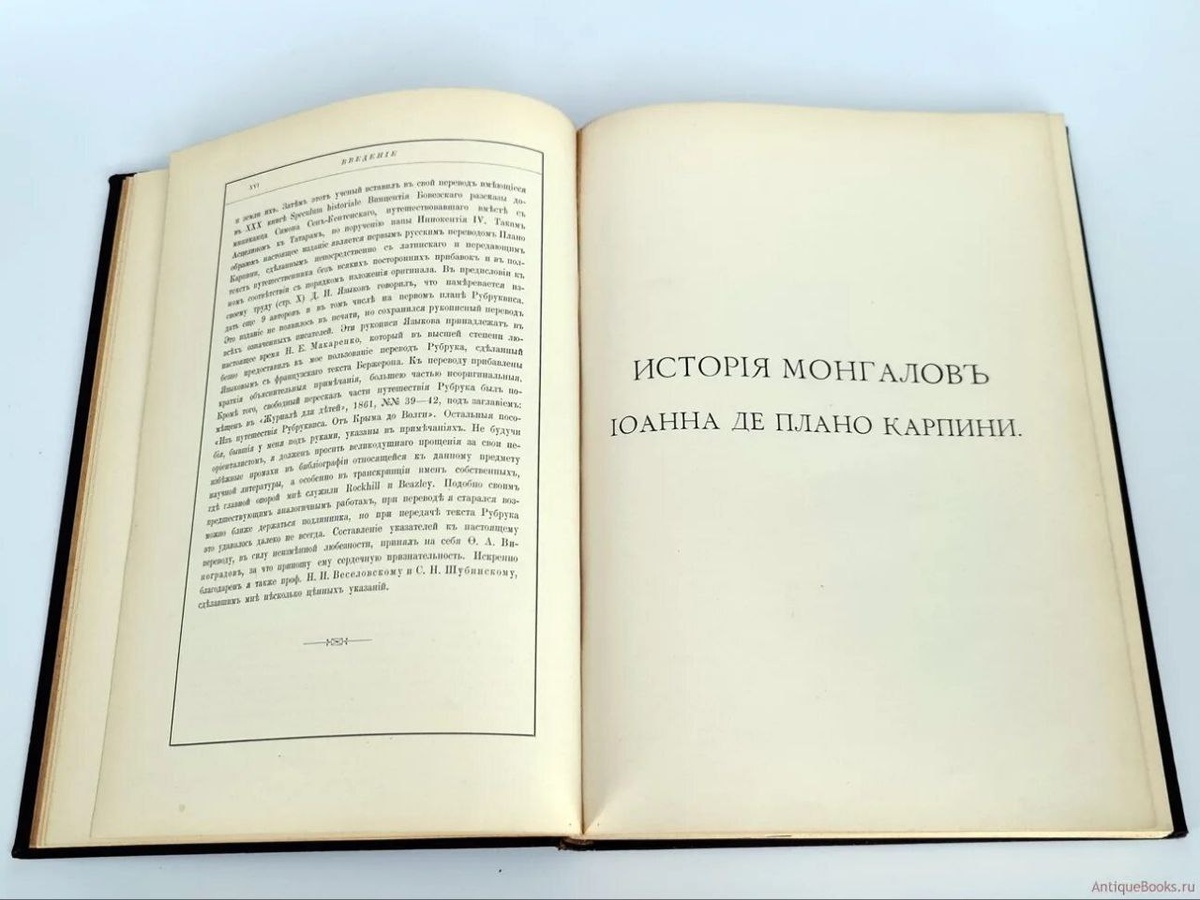 XVI
ВВЕДЕНІЕ
и земли ихъ. Затѣмъ этотъ ученый вставилъ въ свой переводъ имѣющіеся
въ XXX книгѣ Speculum historiale Винцентія Бовезскаго разсказы до-
миниканца Симона Сенъ-Кентенскаго, путешествовавшаго вмѣстѣ съ
Асцелиномъ къ Татарамъ, по порученію папы Иннокентія IV. Такимъ
образомъ настоящее изданіе является первымъ русскимъ переводомъ Плано
Карпини, сдѣланнымъ непосредственно съ латинскаго и передающимъ
текстъ путешественника безъ всякихъ постороннихъ прибавокъ и въ пол-
номъ соотвѣтствіи съ порядкомъ изложенія оригинала. Въ предисловіи къ
своему труду (стр. X) Д. И. Языковъ говорилъ, что намѣревается из-
дать еще 9 авторовъ и въ томъ числѣ на первомъ планѣ Рубруквиса.
Это изданіе не появилось въ печати, но сохранился рукописный переводъ
всѣхъ означенныхъ писателей. Эти рукописи Языкова принадлежатъ въ
настоящее время Н. Е. Макаренко, который въ высшей степени лю-
безно предоставилъ въ мое пользованіе переводъ Рубрука, сдѣланный
Языковымъ съ французскаго текста Бержерона. Къ переводу прибавлены
краткія объяснительныя примѣчанія, большею частью неоригинальныя.
Кромѣ того, свободный пересказъ части путешествія Рубрука былъ по-
мѣщенъ въ «Журналѣ для дѣтей», 1861, №№ 39—42, подъ заглавіемъ:
«Изъ путешествія Рубруквиса. Отъ Крыма до Волги». Остальныя посо-
бія, бывшія у меня подъ руками, указаны въ примѣчаніяхъ. Не будучи
оріенталистомъ, я долженъ просить великодушнаго прощенія за свои не-
избѣжные промахи въ библіографіи относящейся къ данному предмету
научной литературы, а особенно въ транскрипціи именъ собственныхъ,
гдѣ главной опорой мнѣ служили Rockhill и Beazley. Подобно своимъ
предшествующимъ аналогичнымъ работамъ, при переводѣ я старался воз-
можно ближе держаться подлинника, но при передачѣ текста Рубрука
это удавалось далеко не всегда. Составленіе указателей къ настоящему
переводу, въ силу неизмѣнной любезности, принялъ на себя Ѳ. А. Ви-
ноградовъ, за что приношу ему сердечную признательность. Искренно
благодаренъ я также проф. Н. И. Веселовскому и С. Н. Шубинскому,
сдѣлавшимъ мнѣ нѣсколько цѣнныхъ указаній.
ИСТОРІЯ МОНГАЛОВЪ
ІОАННА ДЕ ПЛАНО КАРПИНИ.
AntiqueBooks.ru